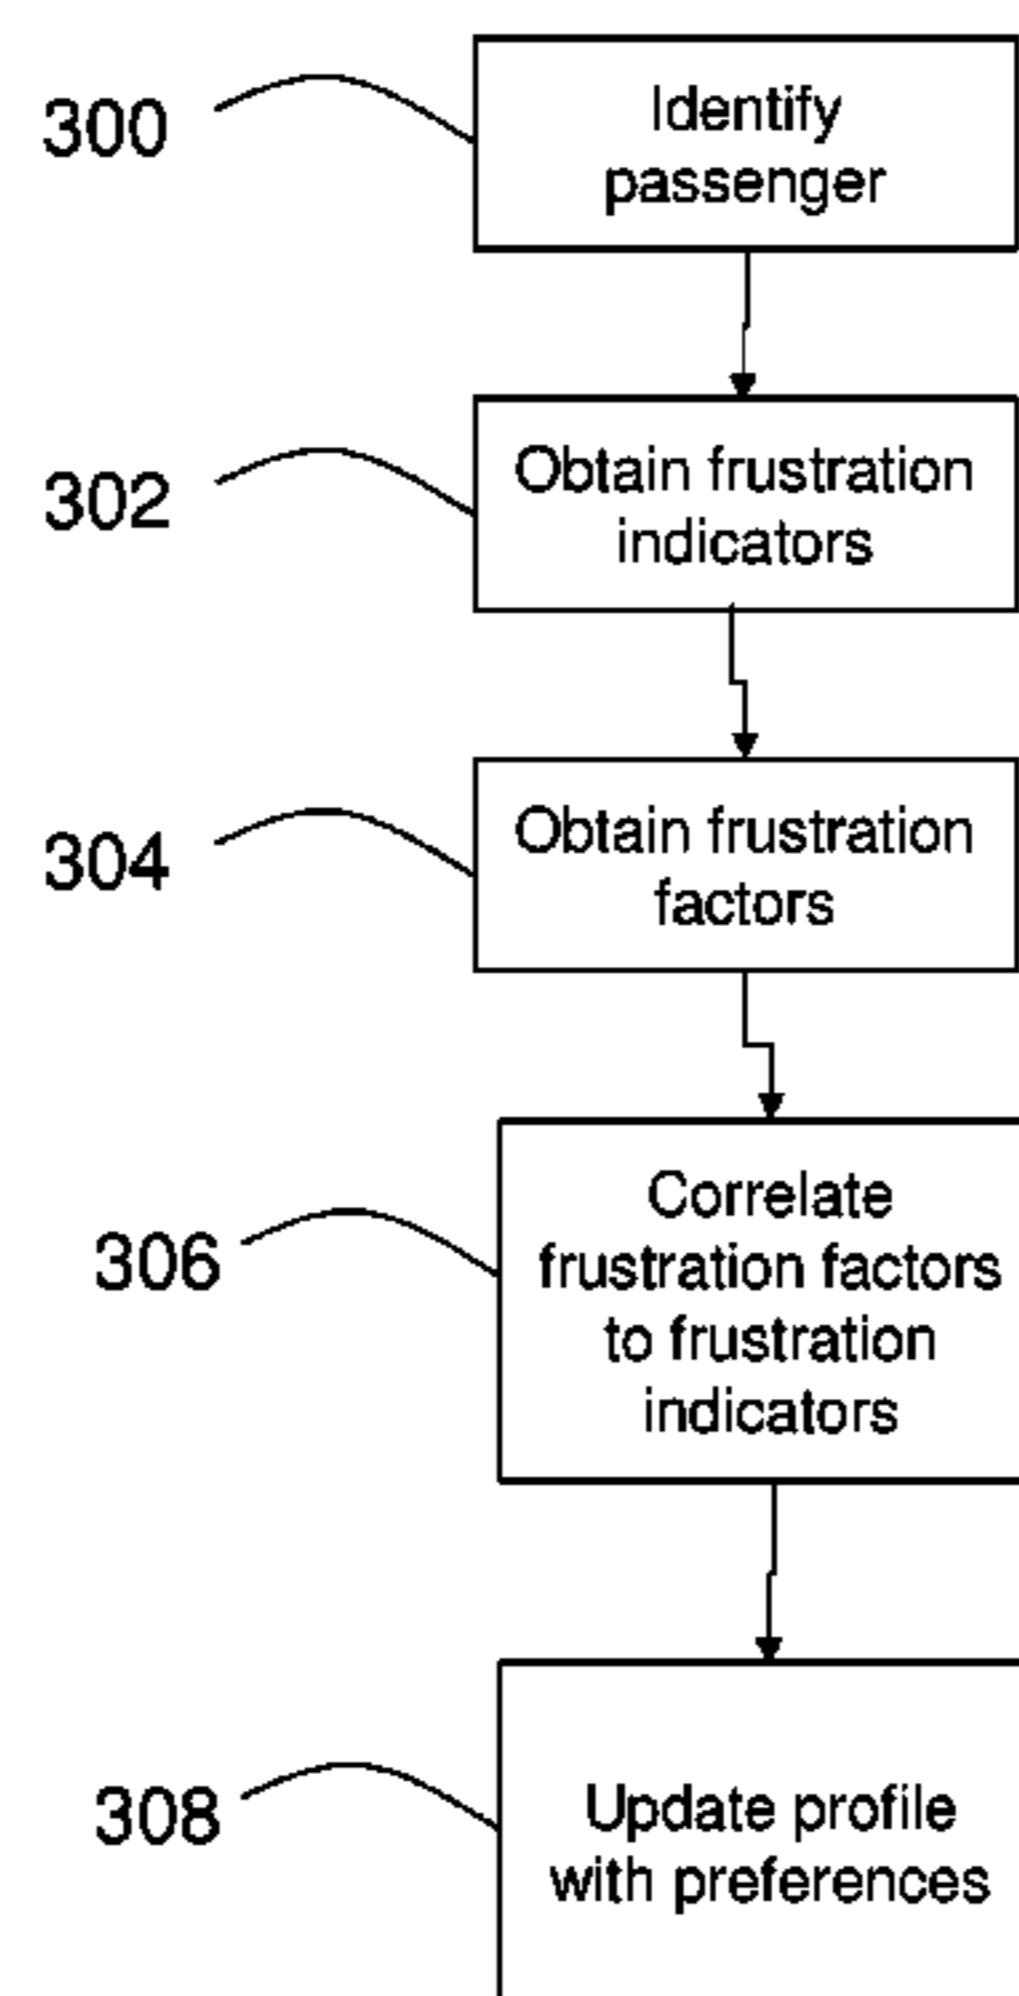 300
Identify
passenger
302
Obtain frustration
indicators
304
Obtain frustration
factors
306
Correlate
frustration factors
to frustration
indicators
308
Update profile
with preferences